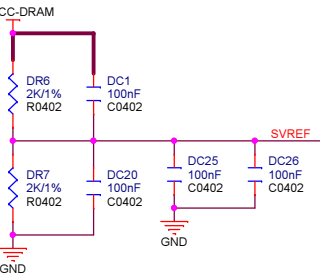 CC-DRAM
DR6
2K/1%
R0402
DC1
100nF
C0402
SVREF
DR7
2K/1%
R0402
DC20
100nF
C0402
DC25
100nF
C0402
DC26
100nF
C0402
GND
GND